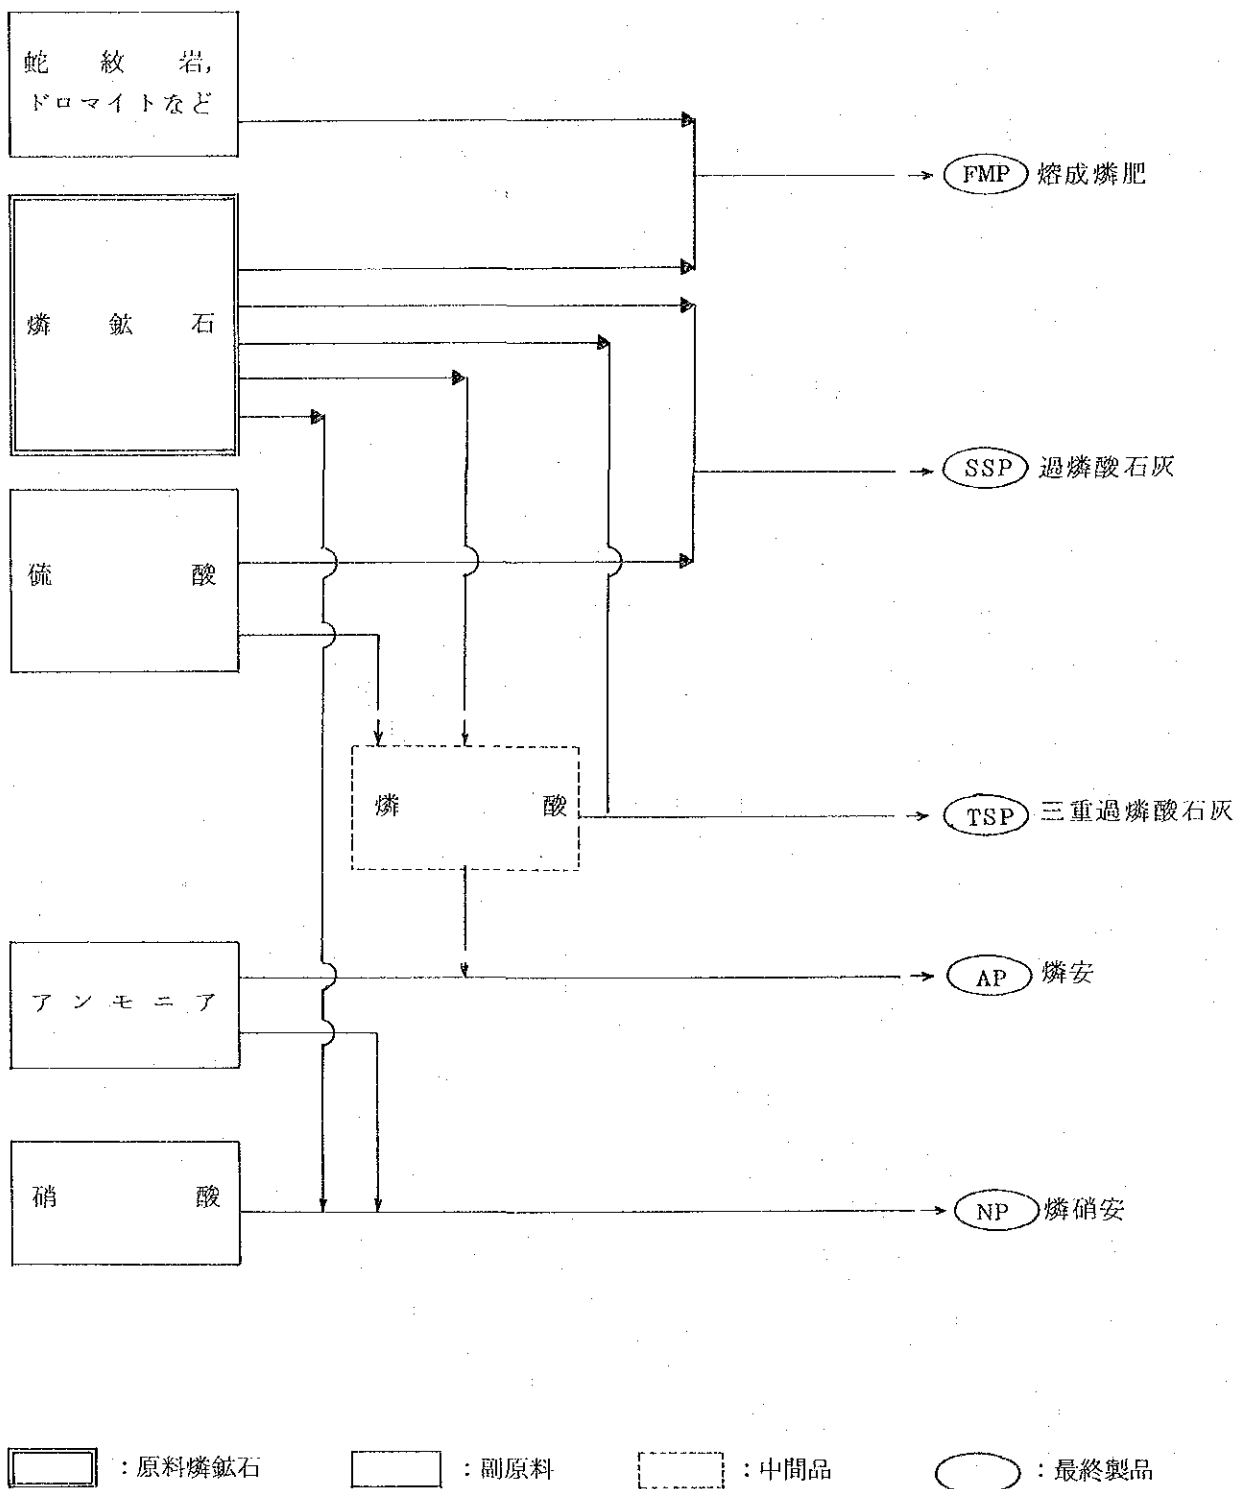 蛇紋岩,
ドロマイトなど
FMP 熔成燐肥
燐鉱石
SSP 過燐酸石灰
硫酸
燐酸
TSP 三重過燐酸石灰
アンモニア
AP 燐安
硝酸
NP 燐硝安
：原料燐鉱石
：副原料
：中間品
：最終製品